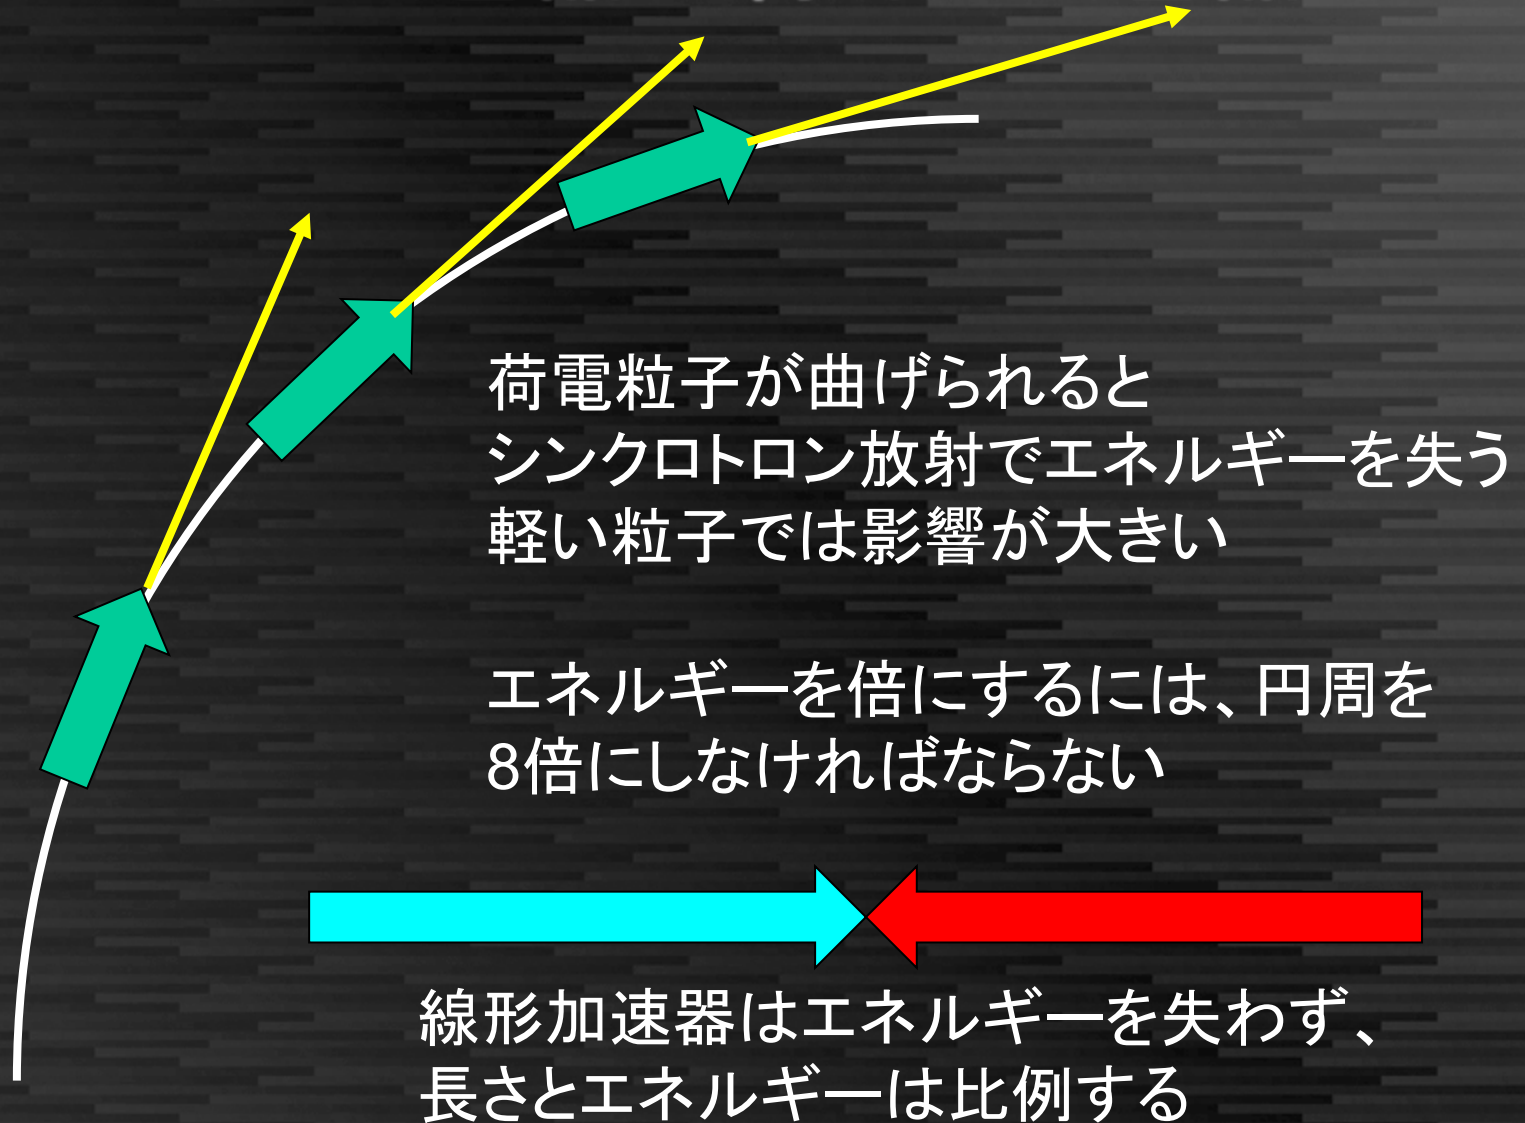 荷電粒子が曲げられると
シンクロトロン放射でエネルギーを失う
軽い粒子では影響が大きい
エネルギーを倍にするには、円周を
8倍にしなければならない
線形加速器はエネルギーを失わず、
長さとエネルギーは比例する